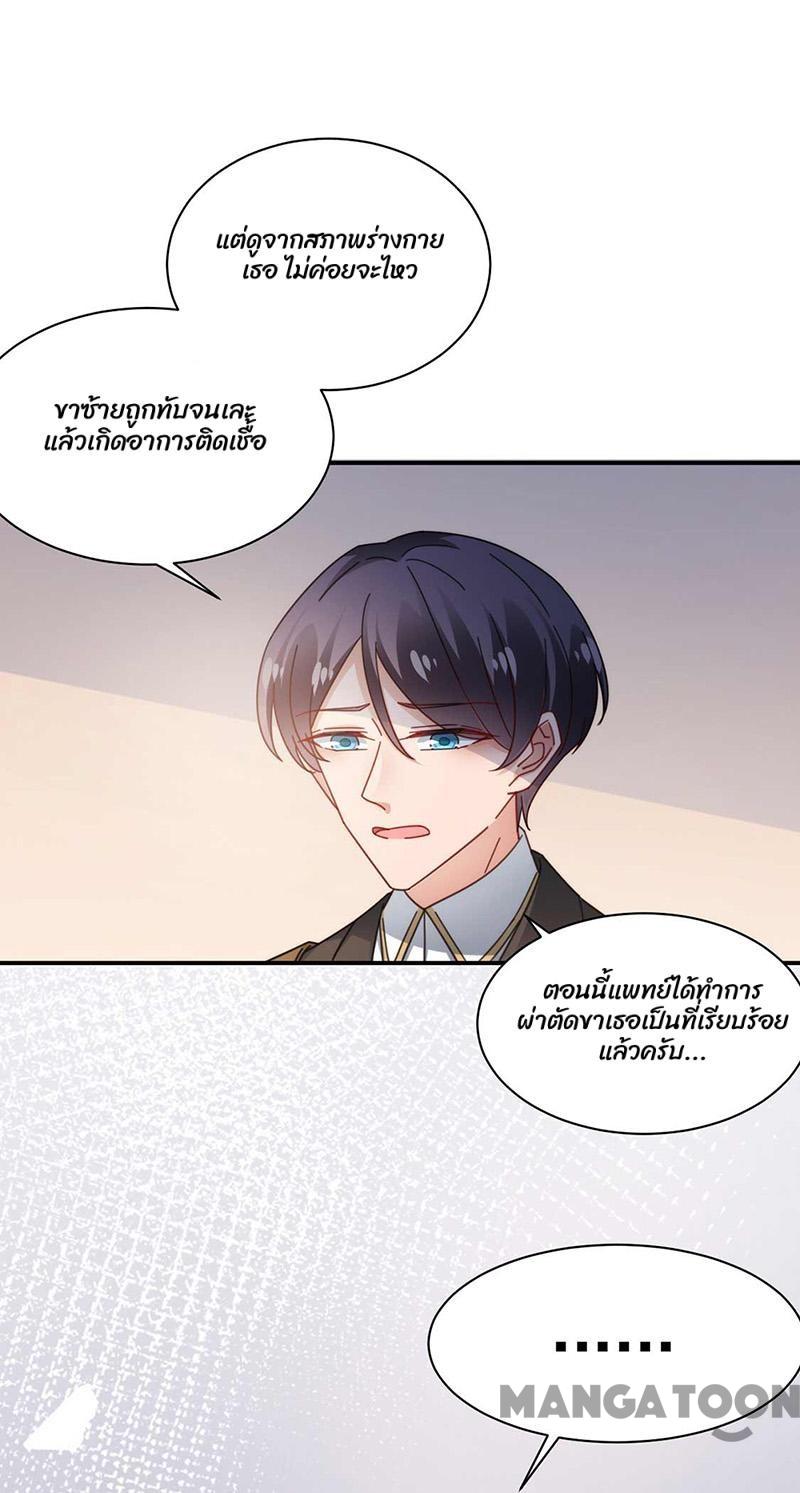 แต่ดูจากสภาพร่างกาย
เธอ ไม่ค่อยจะไหว
ขาซ้ายถูกทับจนเละ
แล้วเกิดอาการติดเชื้อ
ตอนนี้แพทย์ได้ทำการ
ผ่าตัดขาเธอเป็นที่เรียบร้อย
แล้วครับ...
......
MANGATOON